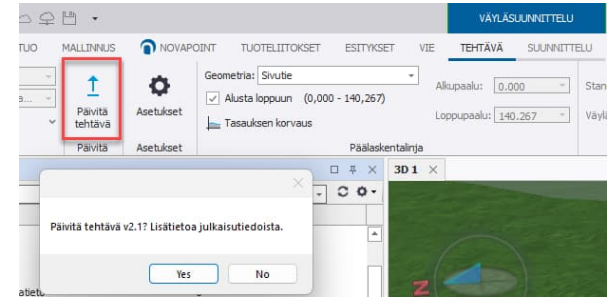 VÄYLÄSUUNNITTELU
TUO MALLINNUS NOVAPOINT TUOTELIITOKSET ESITYKSET VIE TEHTÄVÄ SUUNNITTELU
Geometria: Sivutie
Päivitä tehtävä
Asetukset
Alusta loppuun (0,000 - 140,267)
Tasauksen korvaus
Alkupaalu: 0.000
Loppupaalu: 140.267
Päivitä Asetukset Päälaskentalinja
3D 1
Päivitä tehtävä v2.1? Lisätietoa julkaisutiedoista.
Yes No
N